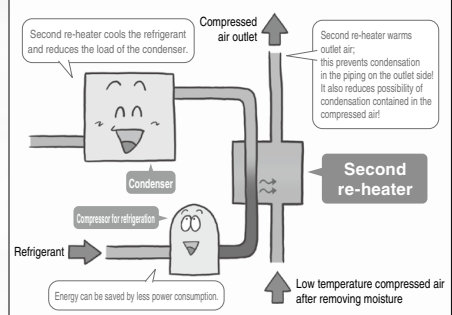 Second re-heater cools the refrigerant
and reduces the load of the condenser.
Compressed
air outlet
Second re-heater warms
outlet air;
this prevents condensation
in the piping on the outlet side!
It also reduces possibility of
condensation contained in the
compressed air!
Condenser
Second
re-heater
Compressor for refrigeration
Refrigerant
Energy can be saved by less power consumption.
Low temperature compressed air
after removing moisture